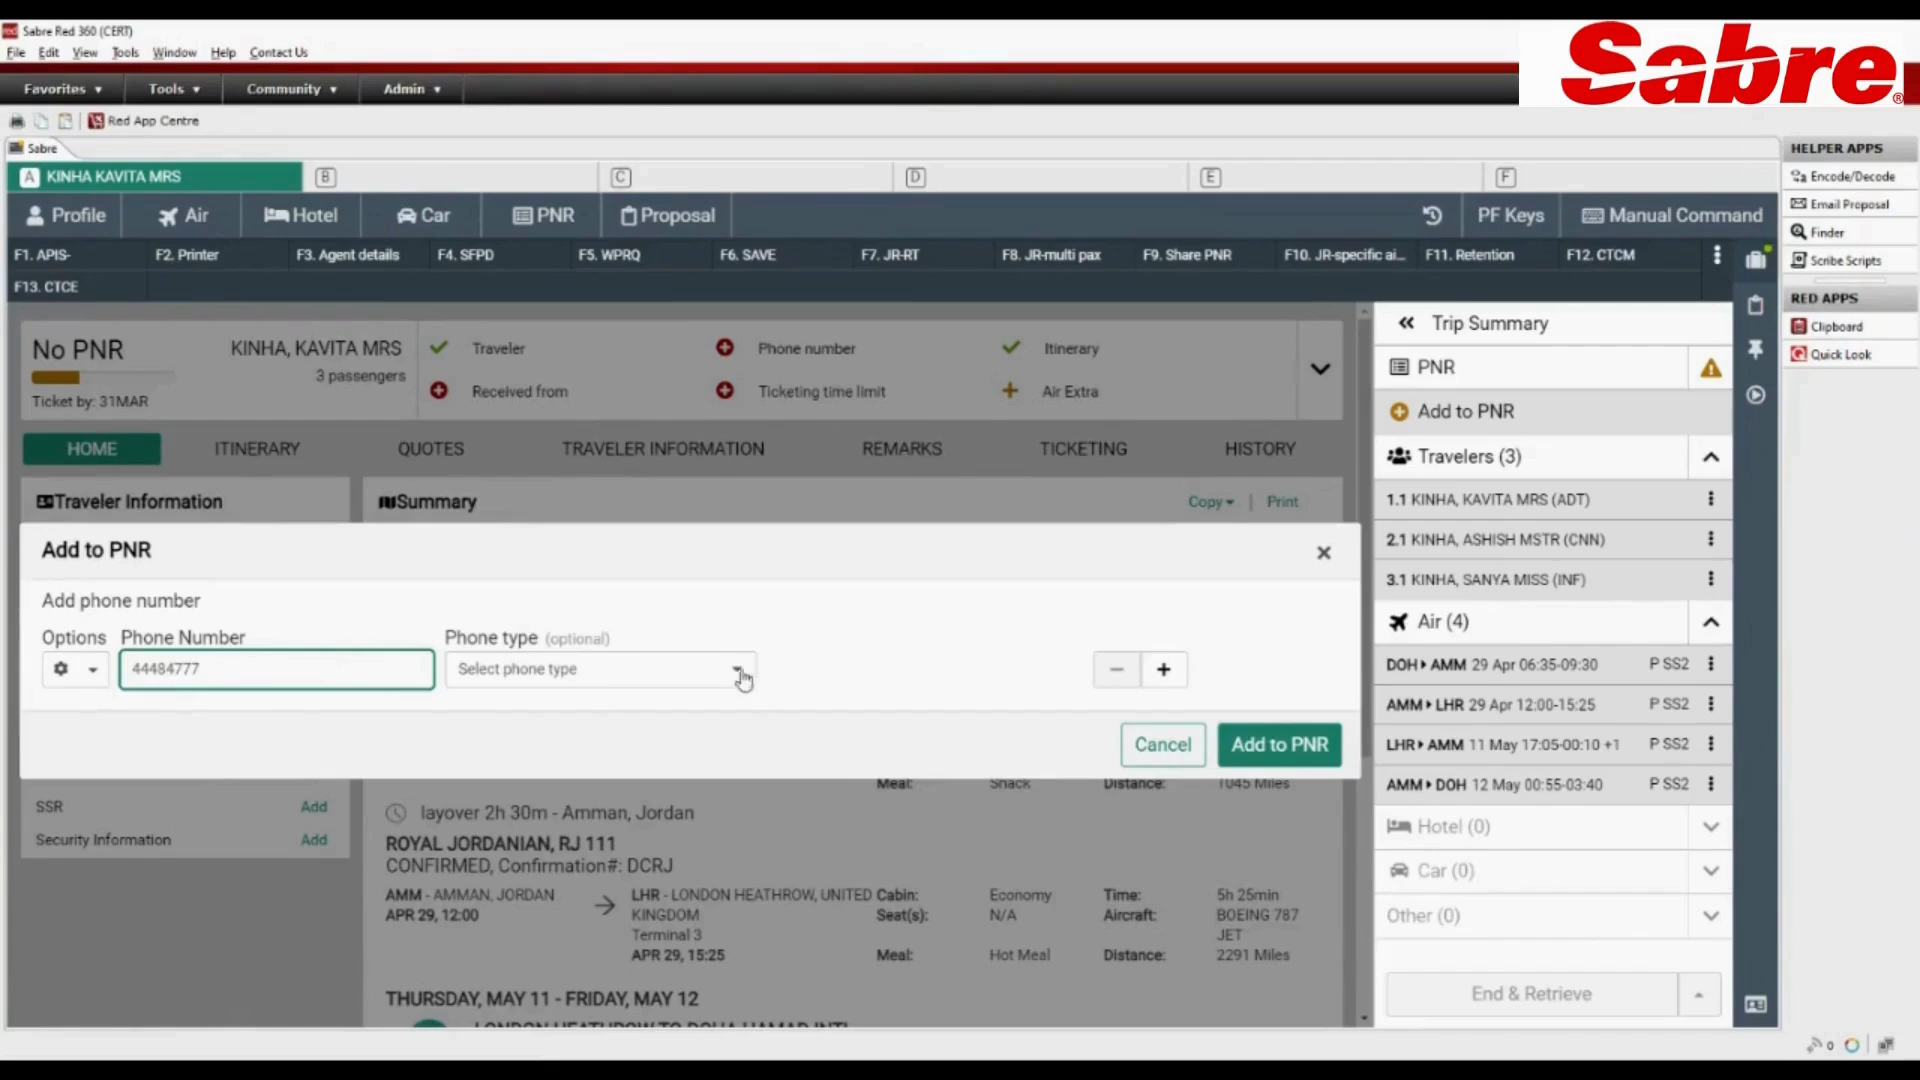 Sabre Red 360 (CERT)
File Edit View Tools Window Help Contact Us
Sabre®
Favorites Tools Community Admin
Red App Centre
Sabre
A KINHA KAVITA MRS B C D E F
Profile Air Hotel Car PNR Proposal PF Keys Manual Command
F1. APIS- F2. Printer F3. Agent details F4. SFPD F5. WPRQ F6. SAVE F7. JR-RT F8. JR-multi pax F9. Share PNR F10. JR-specific ai... F11. Retention F12. CTCM
F13. CTCE
No PNR KINHA, KAVITA MRS Traveler Phone number Itinerary
3 passengers
Ticket by: 31MAR Received from Ticketing time limit Air Extra
HOME ITINERARY QUOTES TRAVELER INFORMATION REMARKS TICKETING HISTORY
Traveler Information Summary Copy | Print
Add to PNR
Add phone number
Options Phone Number Phone type (optional)
44484777 Select phone type
Cancel Add to PNR
Meal: Snack Distance: 1045 Miles
SSR Add
Security Information Add
layover 2h 30m - Amman, Jordan
ROYAL JORDANIAN, RJ 111
CONFIRMED, Confirmation#: DCRJ
AMM - AMMAN, JORDAN LHR - LONDON HEATHROW, UNITED Cabin: Economy Time: 5h 25min
APR 29, 12:00 KINGDOM Seat(s): N/A Aircraft: BOEING 787
Terminal 3 JET
APR 29, 15:25 Meal: Hot Meal Distance: 2291 Miles
THURSDAY, MAY 11 - FRIDAY, MAY 12
LONDON HEATHROW TO DOHA HAMAD INTL
Trip Summary
PNR
Add to PNR
Travelers (3)
1.1 KINHA, KAVITA MRS (ADT)
2.1 KINHA, ASHISH MSTR (CNN)
3.1 KINHA, SANYA MISS (INF)
Air (4)
DOH AMM 29 Apr 06:35-09:30 P SS2
AMM LHR 29 Apr 12:00-15:25 P SS2
LHR AMM 11 May 17:05-00:10 +1 P SS2
AMM DOH 12 May 00:55-03:40 P SS2
Hotel (0)
Car (0)
Other (0)
End & Retrieve
HELPER APPS
Encode/Decode
Email Proposal
Finder
Scribe Scripts
RED APPS
Clipboard
Quick Look
0